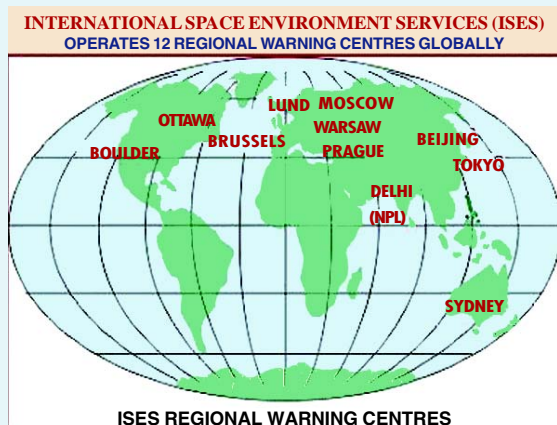 INTERNATIONAL SPACE ENVIRONMENT SERVICES (ISES)
OPERATES 12 REGIONAL WARNING CENTRES GLOBALLY
LUND MOSCOW
OTTAWA
WARSAW
BRUSSELS
BEIJING
BOULDER
PRAGUE
TOKYO
DELHI
(NPL)
SYDNEY
ISES REGIONAL WARNING CENTRES